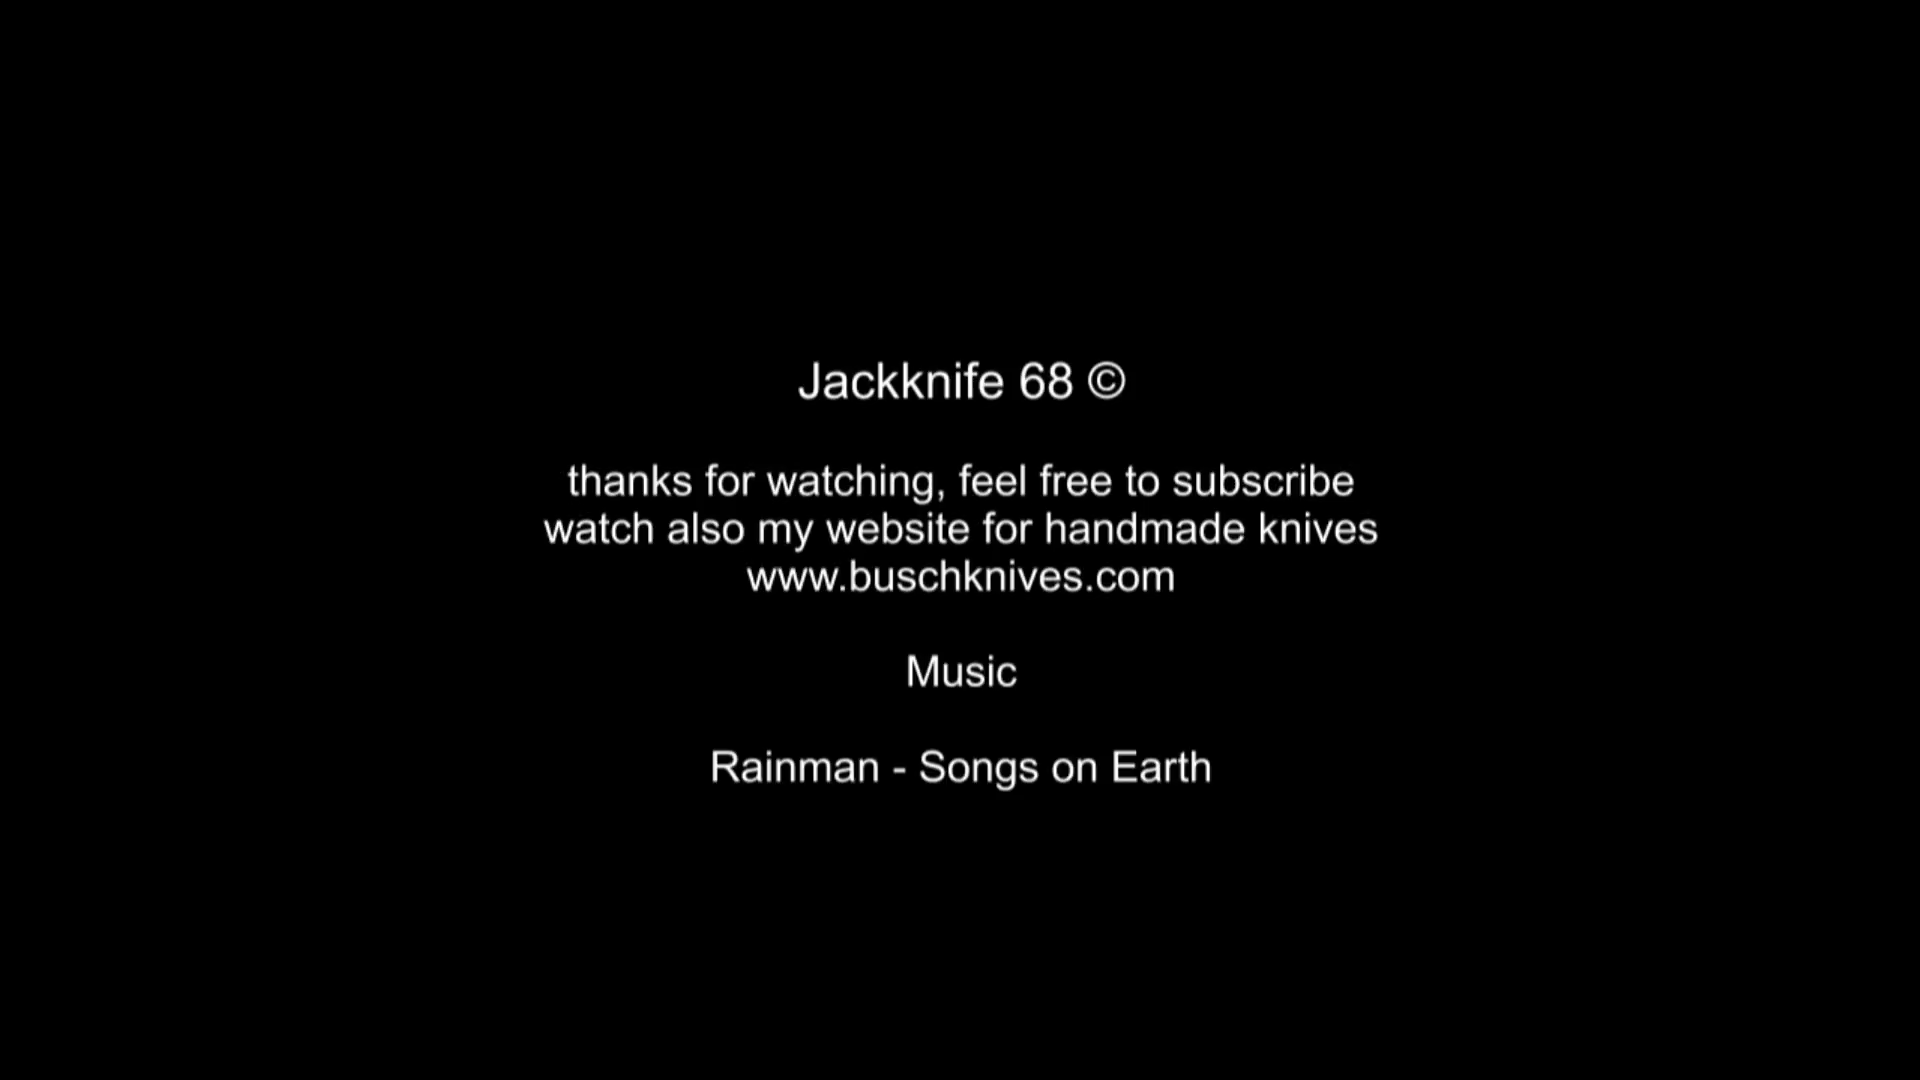 Jackknife 68 ©
thanks for watching, feel free to subscribe
watch also my website for handmade knives
www.buschknives.com
Music
Rainman - Songs on Earth